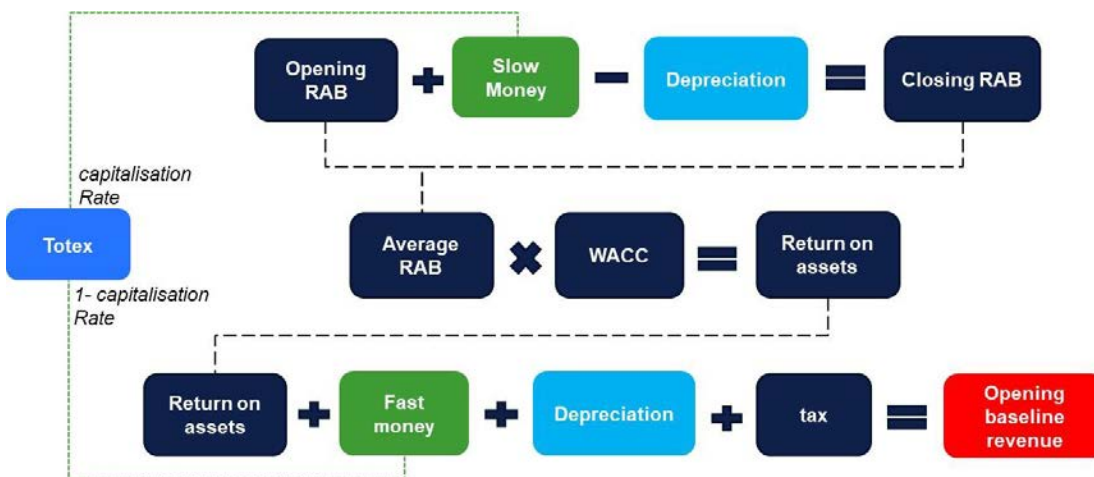 Opening
RAB
Slow
Money
Depreciation
Closing RAB
capitalisation
Rate
Totex
Average
RAB
WACC
Return on
assets
1- capitalisation
Rate
Return on
assets
Fast
money
Depreciation
tax
Opening
baseline
revenue